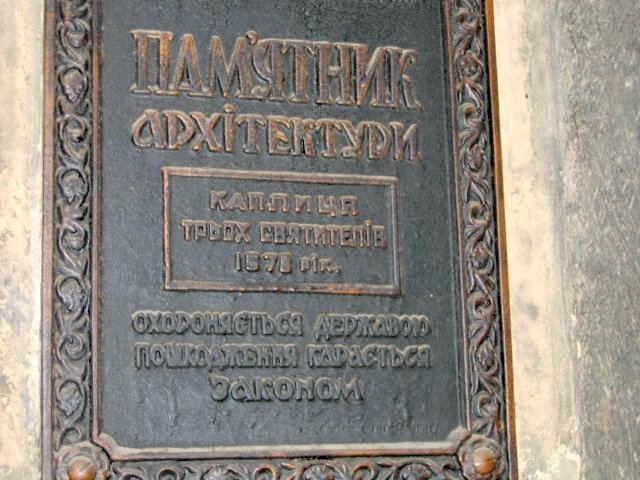 ПАМ'ЯТНИК
АРХІТЕКТУРИ
КАПЛИЦЯ
ТРЬОХ СВЯТИТЕЛІВ
1578 рік.
ОХОРОНЯЄТЬСЯ ДЕРЖАВОЮ
ПОШКОДЖЕННЯ КАРАЄТЬСЯ
ЗАКОНОМ